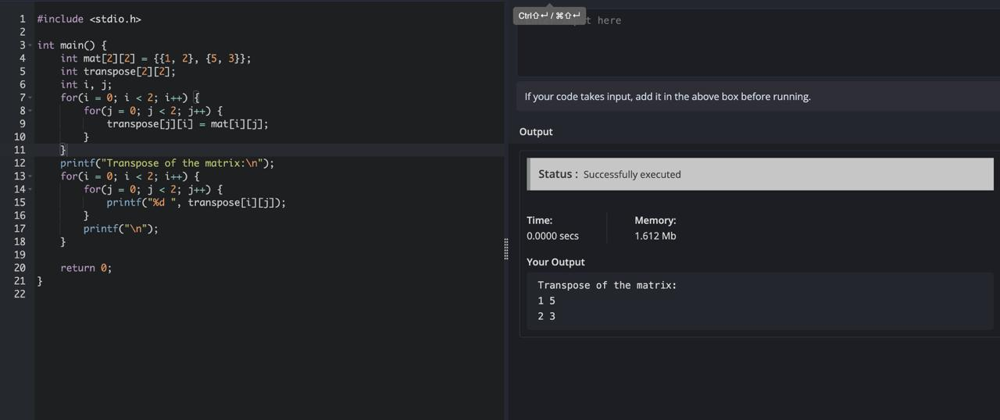 1 #include <stdio.h>
2
3 int main() {
4     int mat[2][2] = {{1, 2}, {5, 3}};
5     int transpose[2][2];
6     int i, j;
7     for(i = 0; i < 2; i++) {
8         for(j = 0; j < 2; j++) {
9             transpose[j][i] = mat[i][j];
10         }
11     }
12     printf("Transpose of the matrix:\n");
13     for(i = 0; i < 2; i++) {
14         for(j = 0; j < 2; j++) {
15             printf("%d ", transpose[i][j]);
16         }
17         printf("\n");
18     }
19
20     return 0;
21 }
22
Ctrl⇧↵ / ⌘⇧↵
here
If your code takes input, add it in the above box before running.
Output
Status : Successfully executed
Time: Memory:
0.0000 secs 1.612 Mb
Your Output
Transpose of the matrix:
1 5
2 3